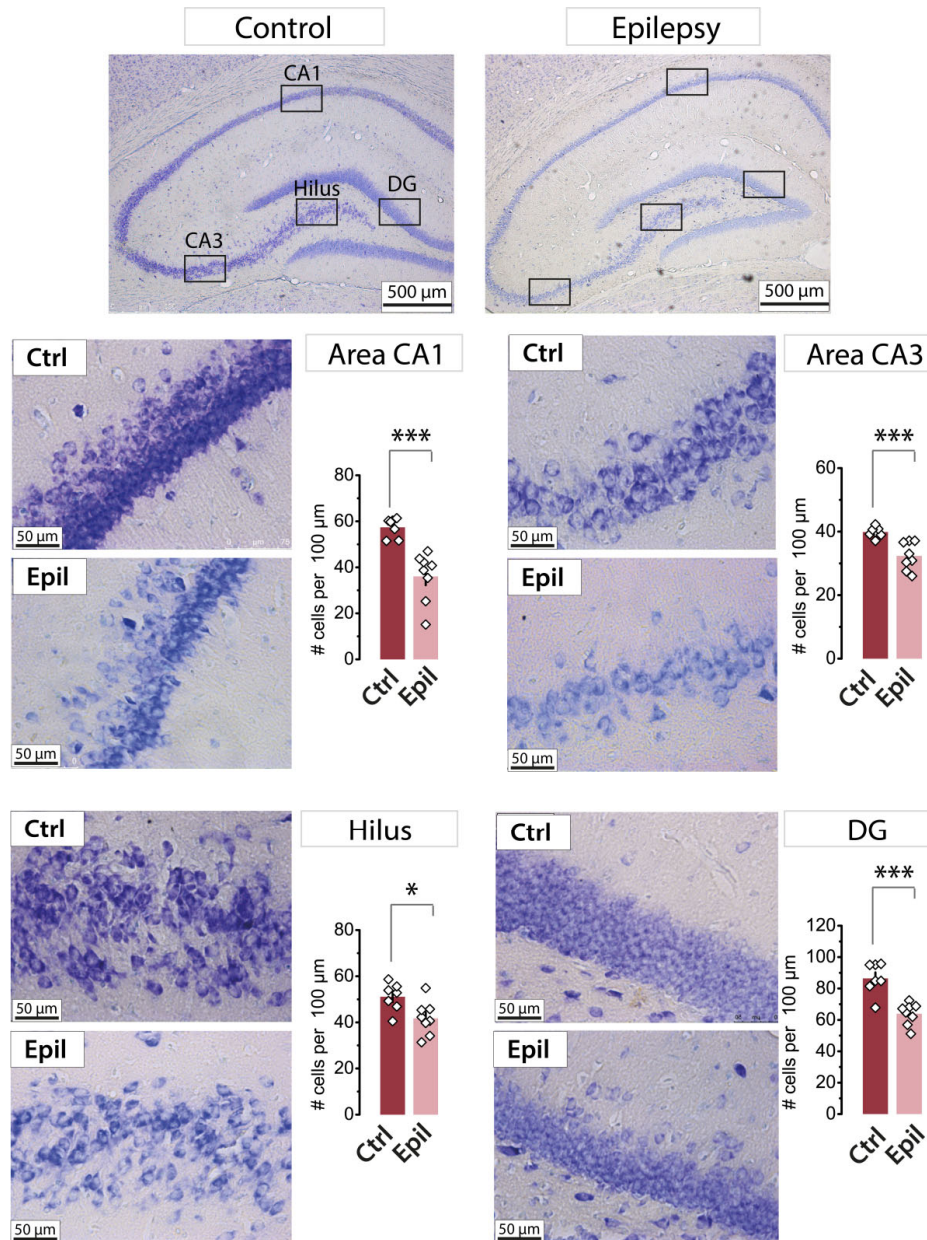 Control
Epilepsy
CA1
Hilus
DG
CA3
500 µm
500 µm
Ctrl
Area CA1
50 µm
Epil
50 µm
***
# cells per 100 µm
80
60
40
20
0
Ctrl
Epil
Ctrl
Area CA3
50 µm
Epil
50 µm
***
# cells per 100 µm
60
40
20
0
Ctrl
Epil
Ctrl
Hilus
50 µm
Epil
50 µm
*
# cells per 100 µm
80
60
40
20
0
Ctrl
Epil
Ctrl
DG
50 µm
Epil
50 µm
***
# cells per 100 µm
120
100
80
60
40
20
0
Ctrl
Epil